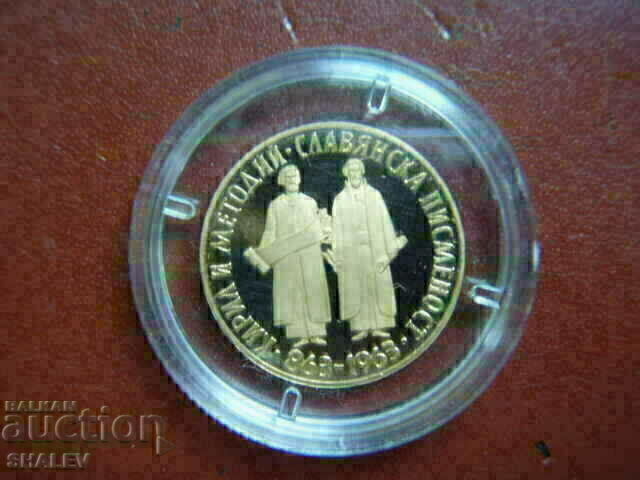 КИРИЛ И МЕТОДИЙ · СЛАВЯНСКА ПИСМЕНОСТ ·
863-1963 ·
BALKAN
auction
SHALEV